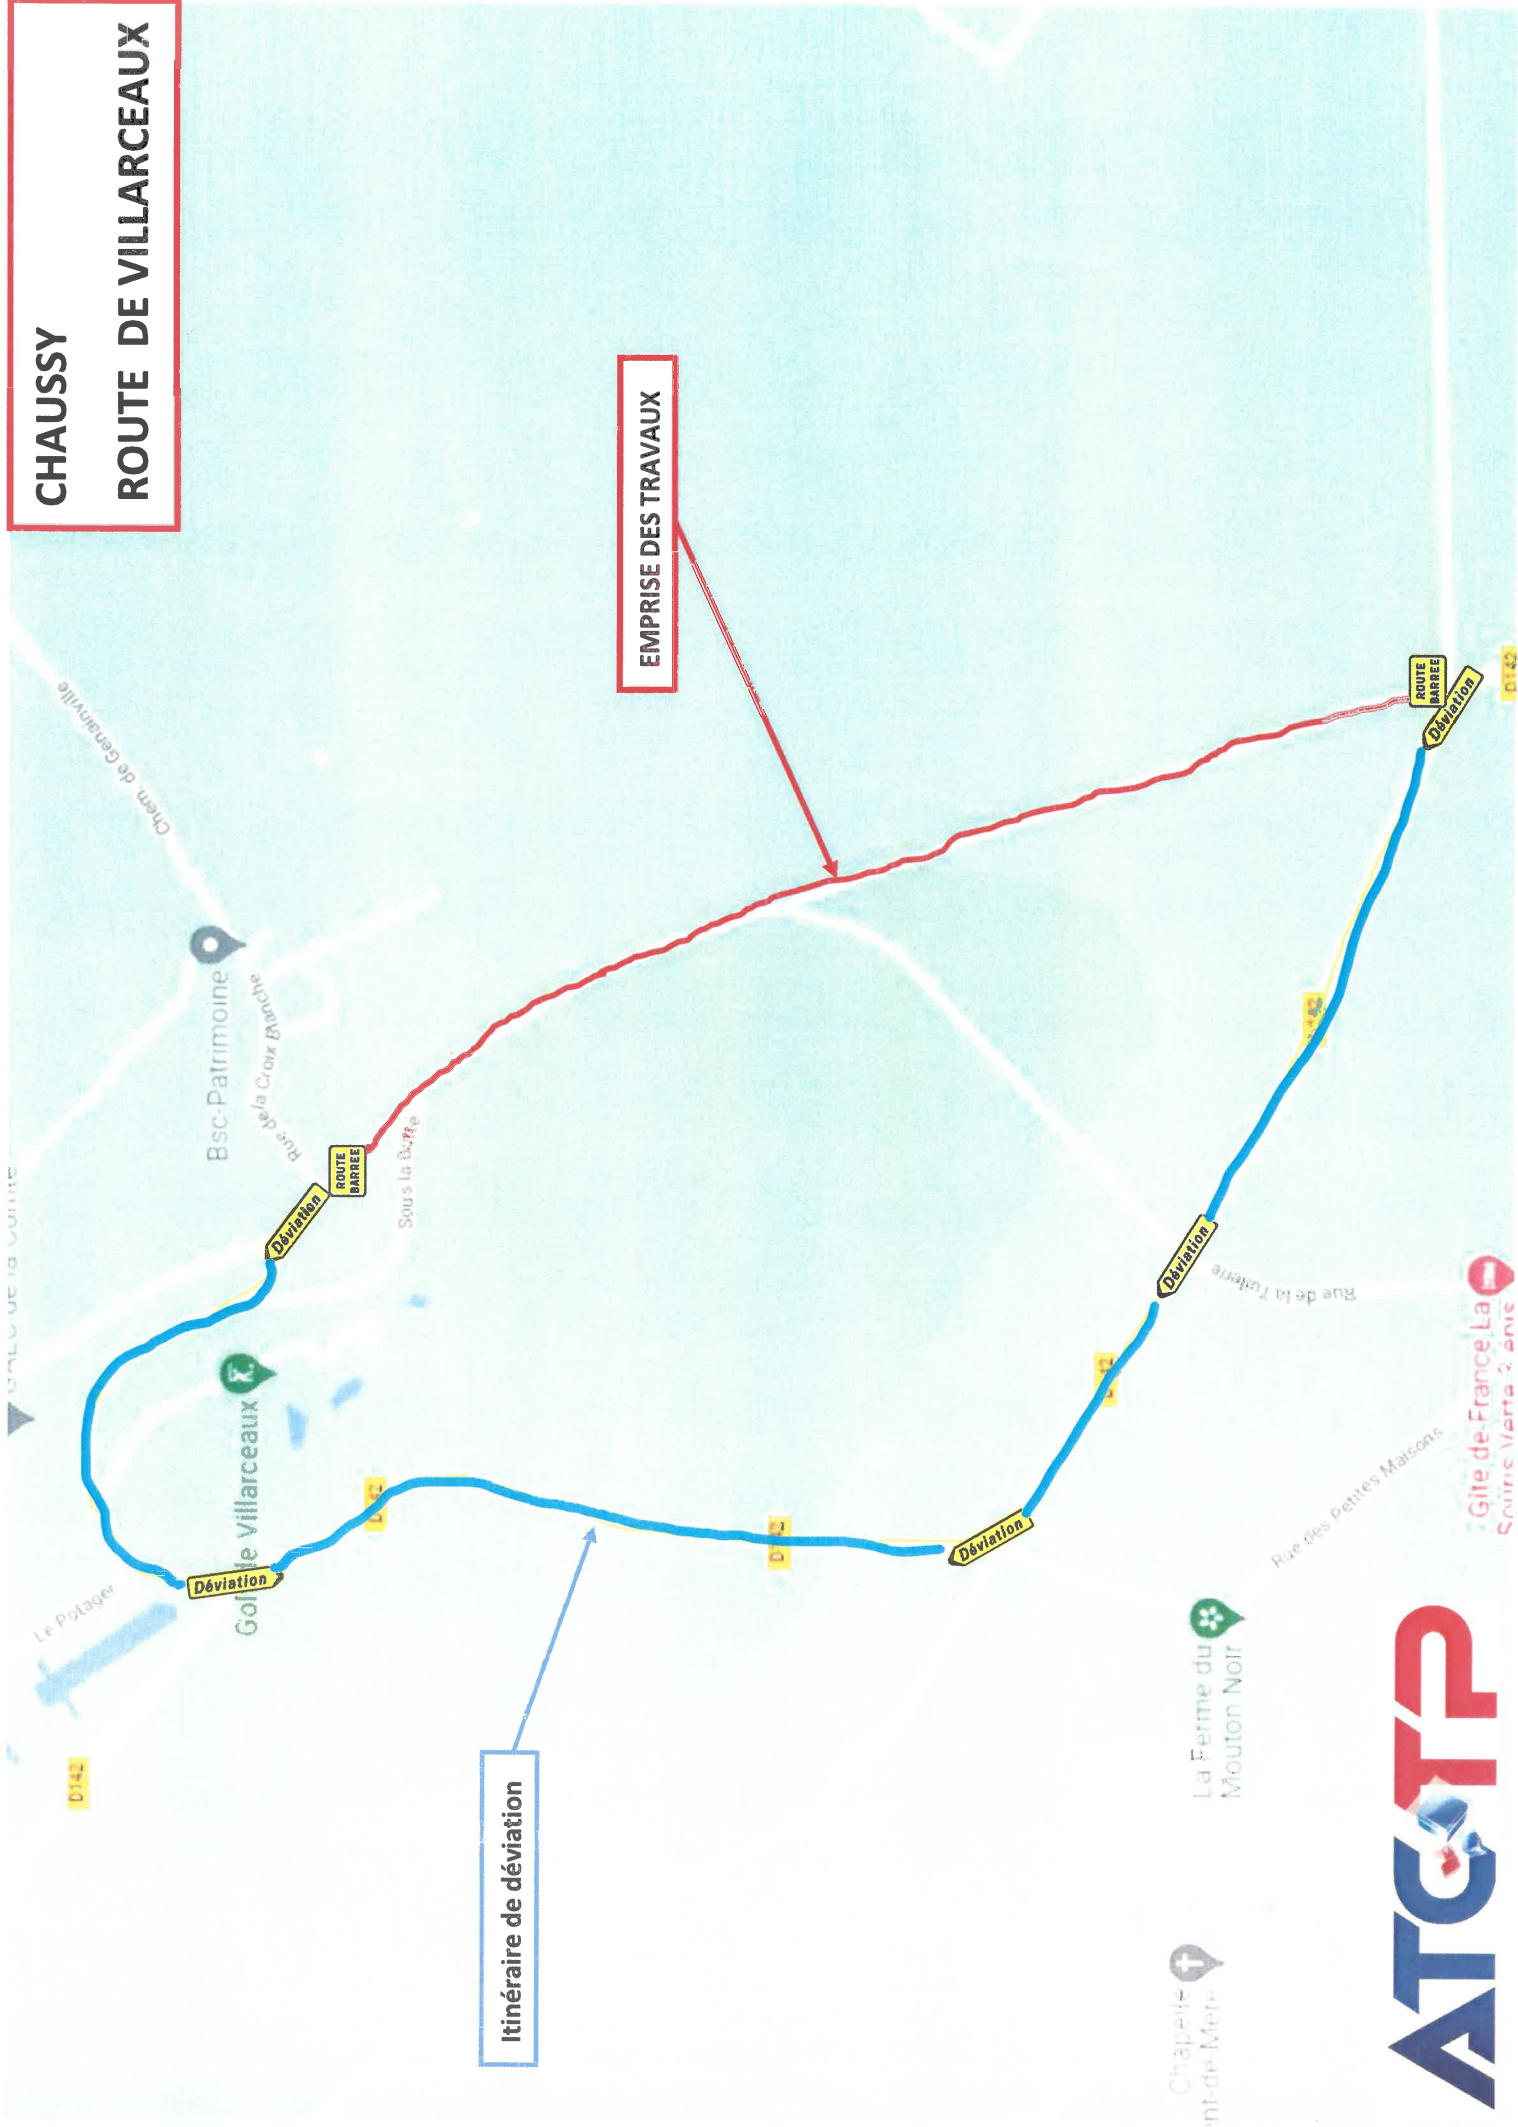 CHAUSSY
ROUTE DE VILLARCEAUX
Chem. de Genainville
Bsc-Patrimoine
Rue de la Croix Blanche
ROUTE
BARREE
Déviation
Sous la Butte
EMPRISE DES TRAVAUX
Le Potager
Déviation
Golf de Villarceaux
D142
D142
D142
Itinéraire de déviation
Déviation
D142
Déviation
Rue de la Tuilerie
D142
ROUTE
BARREE
Déviation
D142
Rue des Petites Maisons
La Ferme du
Mouton Noir
Gîte de France La
Chapelle
ATCTP